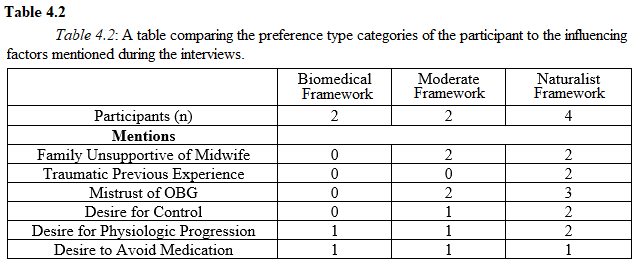 Table 4.2
Table 4.2: A table comparing the preference type categories of the participant to the influencing
factors mentioned during the interviews.
Biomedical Framework Moderate Framework Naturalist Framework
Participants (n) 2 2 4
Mentions
Family Unsupportive of Midwife 0 2 2
Traumatic Previous Experience 0 0 2
Mistrust of OBG 0 2 3
Desire for Control 0 1 2
Desire for Physiologic Progression 1 1 2
Desire to Avoid Medication 1 1 1